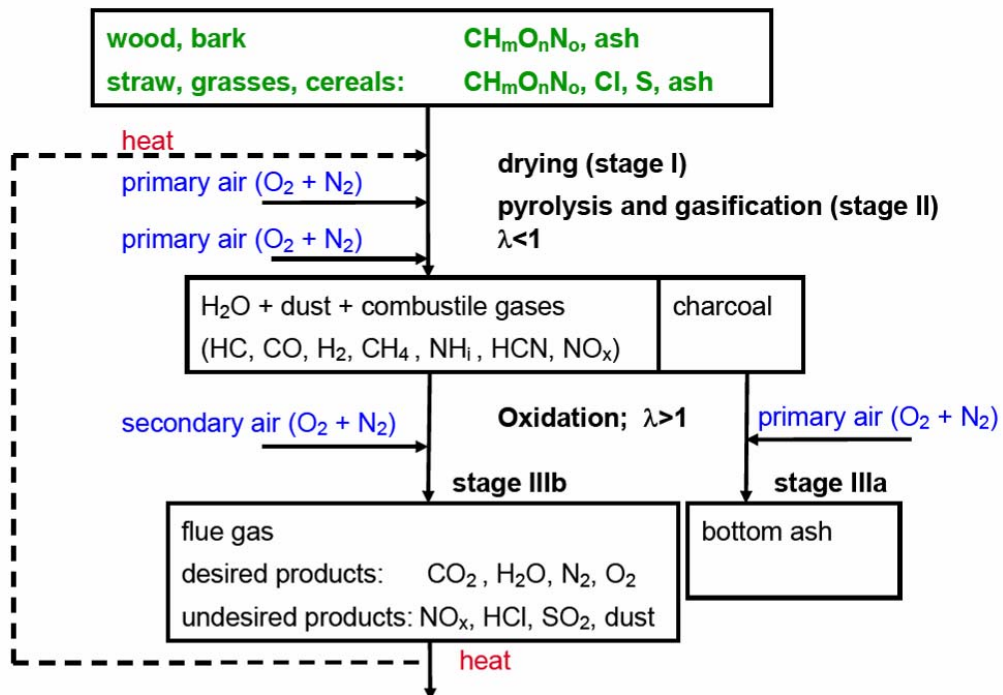 wood, bark CHₘOₙNₒ, ash
straw, grasses, cereals: CHₘOₙNₒ, Cl, S, ash
heat
drying (stage I)
primary air (O₂ + N₂)
pyrolysis and gasification (stage II)
λ<1
primary air (O₂ + N₂)
H₂O + dust + combustile gases
(HC, CO, H₂, CH₄ , NHᵢ , HCN, NOₓ)
charcoal
secondary air (O₂ + N₂)
Oxidation; λ>1
primary air (O₂ + N₂)
stage IIIb
stage IIIa
flue gas
desired products: CO₂ , H₂O, N₂, O₂
undesired products: NOₓ, HCl, SO₂, dust
bottom ash
heat